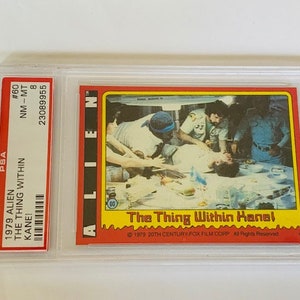 PSA
1979 ALIEN
THE THING WITHIN
KANE!
#60
NM - MT
8
23089955
ALIEN
60
The Thing Within Kane!
© 1979 20TH CENTURY-FOX FILM CORP. All Rights Reserved.